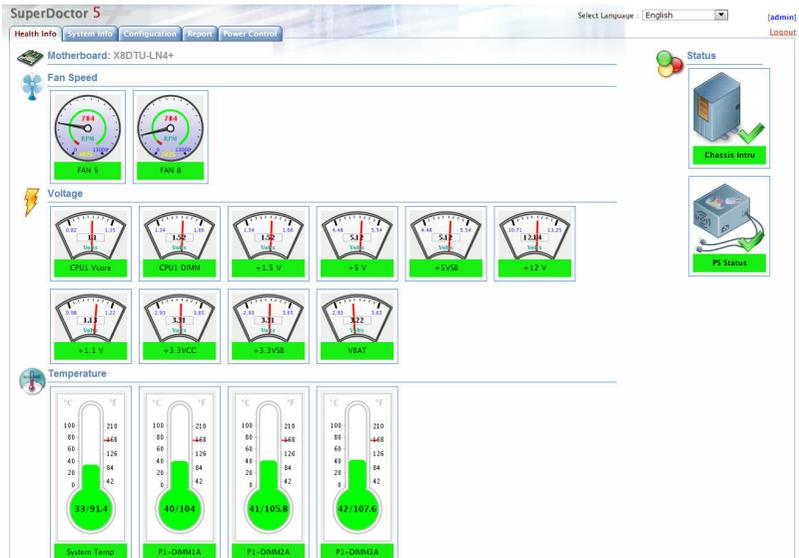 SuperDoctor 5
Select Language : English
[admin]
Health Info System Info Configuration Report Power Control
Logout
Motherboard: X8DTU-LN4+
Status
Fan Speed
784 784
RPM RPM
0 0
FAN 5 FAN 8
Chassis Intru
Voltage
0.82 1.35 1.34 1.66 1.34 1.66 4.48 5.54 4.48 5.54 10.71 13.25
1.1 1.52 1.52 5.12 5.12 12.04
Volts Volts Volts Volts Volts Volts
CPU1 Vcore CPU1 DIMM +1.5 V +5 V +5VSB +12 V
PS Status
0.98 1.22 2.93 3.65 2.93 3.65 2.93 3.65
1.13 3.31 3.31 3.22
Volts Volts Volts Volts
+1.1 V +3.3VCC +3.3VSB VBAT
Temperature
°C °F °C °F °C °F °C °F
100 210 100 210 100 210 100 210
80 168 80 168 80 168 80 168
60 126 60 126 60 126 60 126
40 84 40 84 40 84 40 84
20 42 20 42 20 42 20 42
0 0 0 0
33/91.4 40/104 41/105.8 42/107.6
System Temp P1-DIMM1A P1-DIMM2A P1-DIMM3A